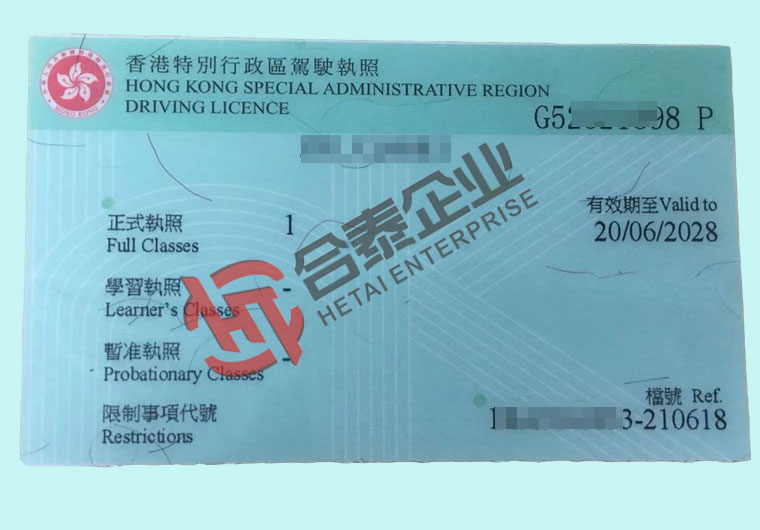 香港特別行政區駕駛執照
HONG KONG SPECIAL ADMINISTRATIVE REGION
DRIVING LICENCE
P
正式執照 1
Full Classes
有效期至Valid to
20/06/2028
合泰企业
HETAI ENTERPRISE
學習執照 -
Learner's Classes
暫准執照 -
Probationary Classes
限制事項代號
Restrictions
檔號 Ref.
3-210618